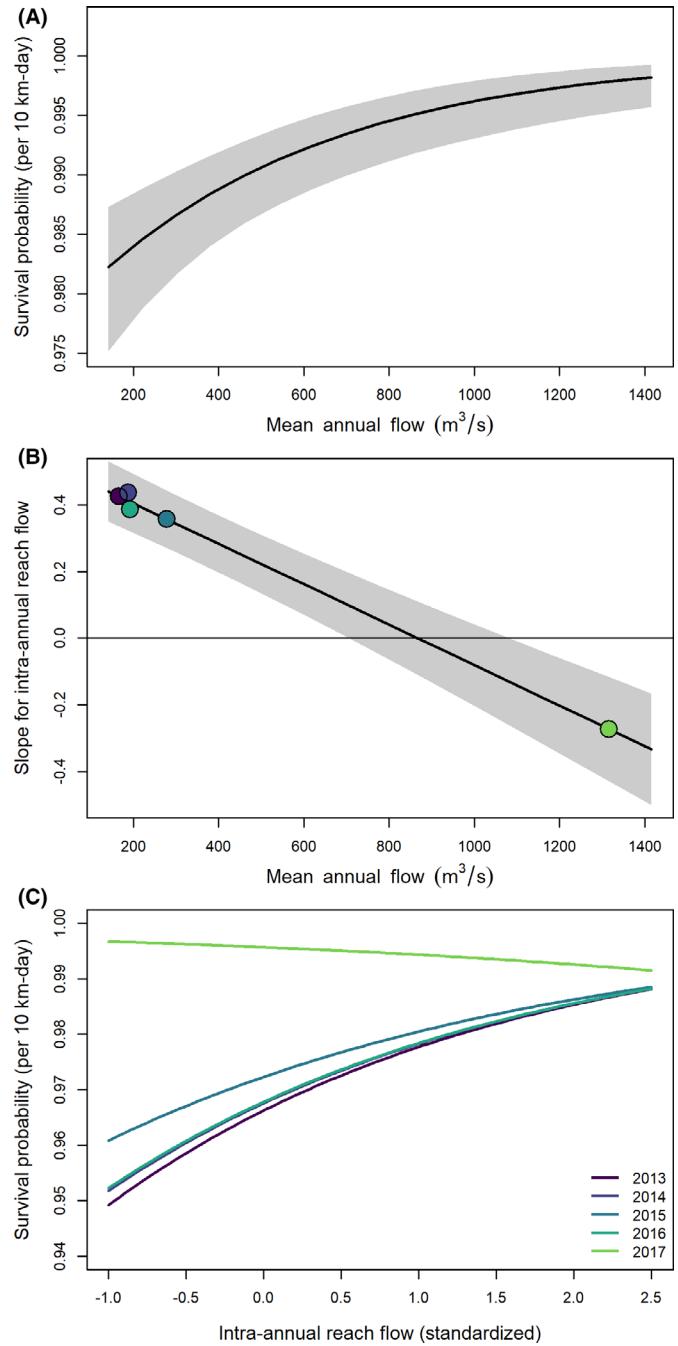 (A)
Survival probability (per 10 km-day)
1.000
0.995
0.990
0.985
0.980
0.975
200 400 600 800 1000 1200 1400
Mean annual flow (m³/s)
(B)
Slope for intra-annual reach flow
0.4
0.2
0.0
-0.2
-0.4
200 400 600 800 1000 1200 1400
Mean annual flow (m³/s)
(C)
Survival probability (per 10 km-day)
1.00
0.99
0.98
0.97
0.96
0.95
0.94
2013
2014
2015
2016
2017
-1.0 -0.5 0.0 0.5 1.0 1.5 2.0 2.5
Intra-annual reach flow (standardized)